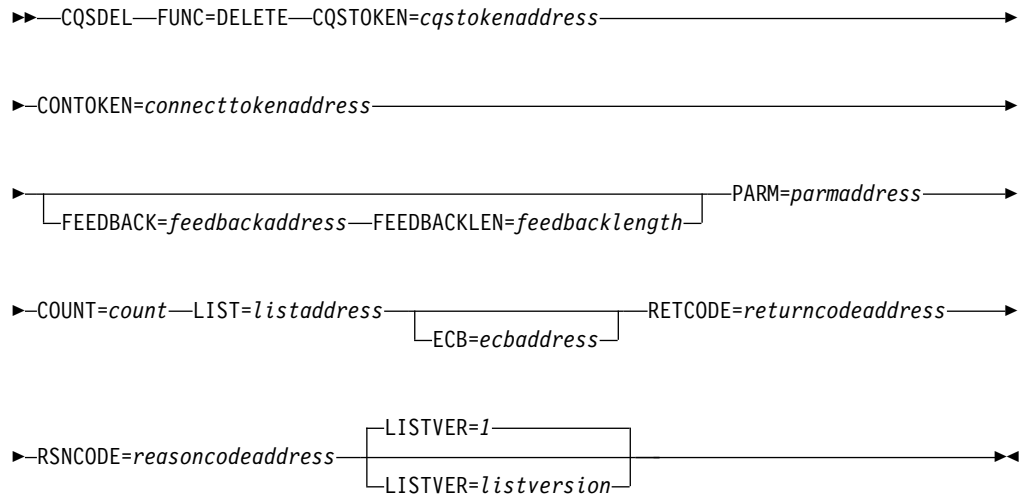 CQSDEL FUNC=DELETE CQSTOKEN=cqstokenaddress
CONTOKEN=connecttokenaddress
PARM=parmaddress
FEEDBACK=feedbackaddress FEEDBACKLEN=feedbacklength
COUNT=count LIST=listaddress RETCODE=returncodeaddress
ECB=ecbaddress
LISTVER=1
RSNCODE=reasoncodeaddress
LISTVER=listversion